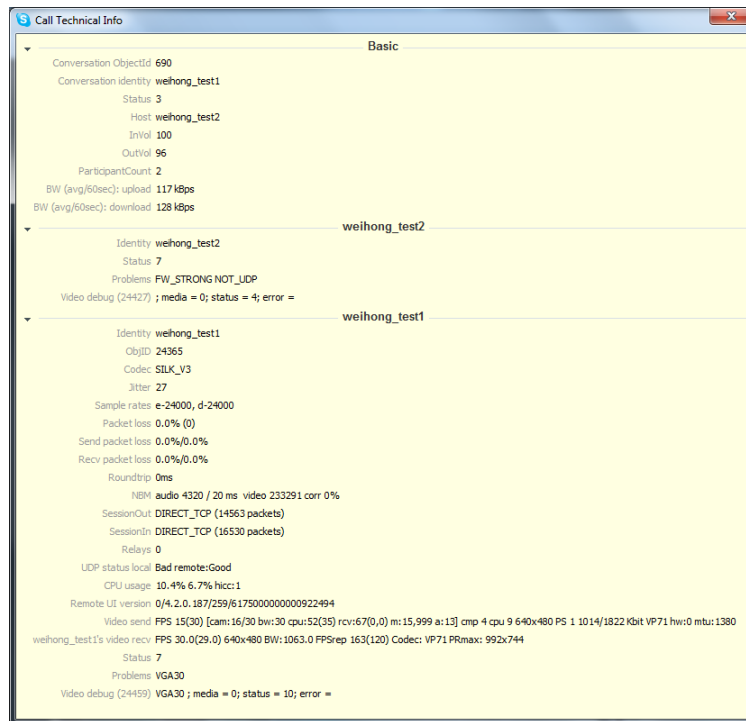 Call Technical Info
Basic
Conversation ObjectId 690
Conversation identity weihong_test1
Status 3
Host weihong_test2
InVol 100
OutVol 96
ParticipantCount 2
BW (avg/60sec): upload 117 kBps
BW (avg/60sec): download 128 kBps
weihong_test2
Identity weihong_test2
Status 7
Problems FW_STRONG NOT_UDP
Video debug (24427) ; media = 0; status = 4; error =
weihong_test1
Identity weihong_test1
ObjID 24365
Codec SILK_V3
Jitter 27
Sample rates e-24000, d-24000
Packet loss 0.0% (0)
Send packet loss 0.0%/0.0%
Recv packet loss 0.0%/0.0%
Roundtrip 0ms
NBM audio 4320 / 20 ms video 233291 corr 0%
SessionOut DIRECT_TCP (14563 packets)
SessionIn DIRECT_TCP (16530 packets)
Relays 0
UDP status local Bad remote:Good
CPU usage 10.4% 6.7% hicc:1
Remote UI version 0/4.2.0.187/259/6175000000000922494
Video send FPS 15(30) [cam:16/30 bw:30 cpu:52(35) rcv:67(0,0) m:15,999 a:13] cmp 4 cpu 9 640x480 PS 1 1014/1822 Kbit VP71 hw:0 mtu:1380
weihong_test1's video recv FPS 30.0(29.0) 640x480 BW:1063.0 FPSrep 163(120) Codec: VP71 PRmax: 992x744
Status 7
Problems VGA30
Video debug (24459) VGA30 ; media = 0; status = 10; error =